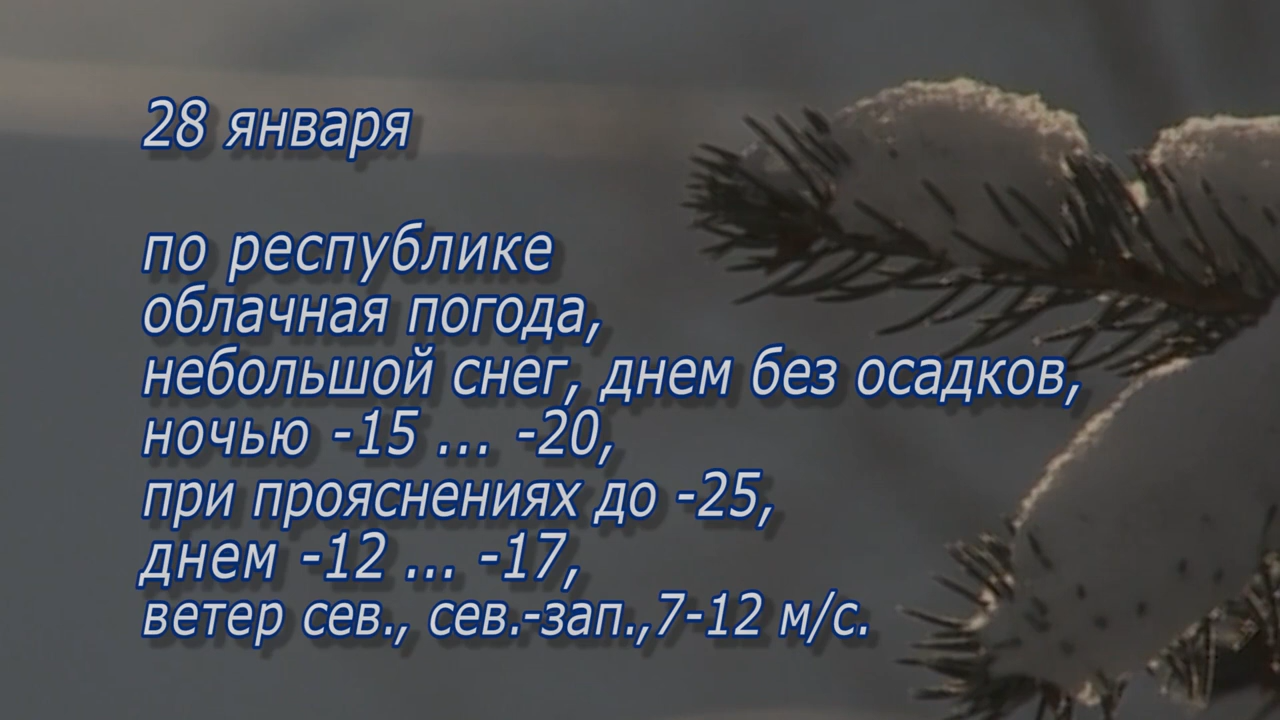 28 января
по республике
облачная погода,
небольшой снег, днем без осадков,
ночью -15 ... -20,
при прояснениях до -25,
днем -12 ... -17,
ветер сев., сев.-зап.,7-12 м/с.